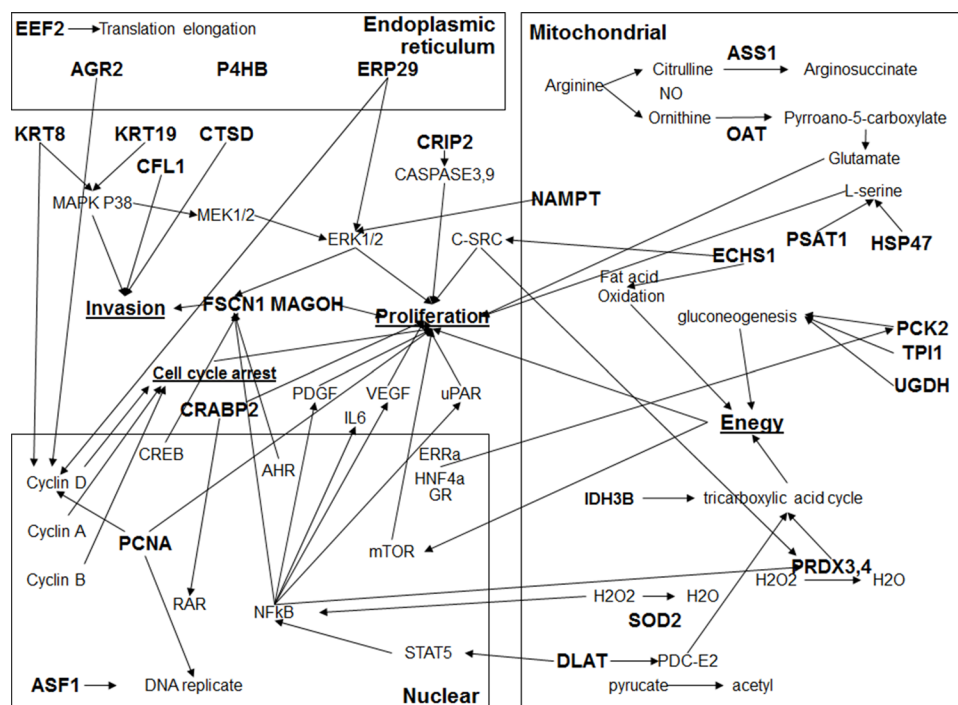 Endoplasmic
reticulum
EEF2
Translation elongation
AGR2
P4HB
ERP29
KRT8
KRT19
CTSD
CFL1
CRIP2
CASPASE3,9
MAPK P38
MEK1/2
ERK1/2
C-SRC
NAMPT
Invasion
FSCN1 MAGOH
Proliferation
Cell cycle arrest
CRABP2
PDGF
VEGF
uPAR
IL6
CREB
AHR
ERRa
HNF4a
GR
Cyclin D
Cyclin A
Cyclin B
PCNA
mTOR
RAR
NFkB
STAT5
ASF1
DNA replicate
Nuclear
Mitochondrial
ASS1
Arginine
Citrulline
Arginosuccinate
NO
Ornithine
Pyrroano-5-carboxylate
OAT
Glutamate
L-serine
PSAT1
HSP47
ECHS1
Fat acid
Oxidation
gluconeogenesis
PCK2
TPI1
UGDH
Enegy
IDH3B
tricarboxylic acid cycle
PRDX3,4
H2O2
H2O
H2O2
H2O
SOD2
DLAT
PDC-E2
pyrucate
acetyl